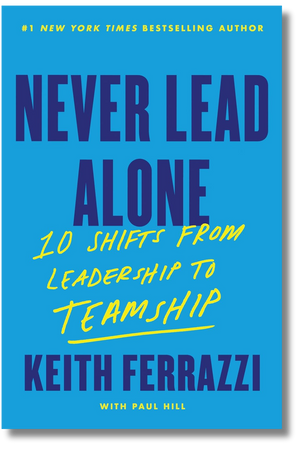 #1 NEW YORK TIMES BESTSELLING AUTHOR
NEVER LEAD
ALONE
10 SHIFTS FROM
LEADERSHIP TO
TEAMSHIP
KEITH FERRAZZI
WITH PAUL HILL